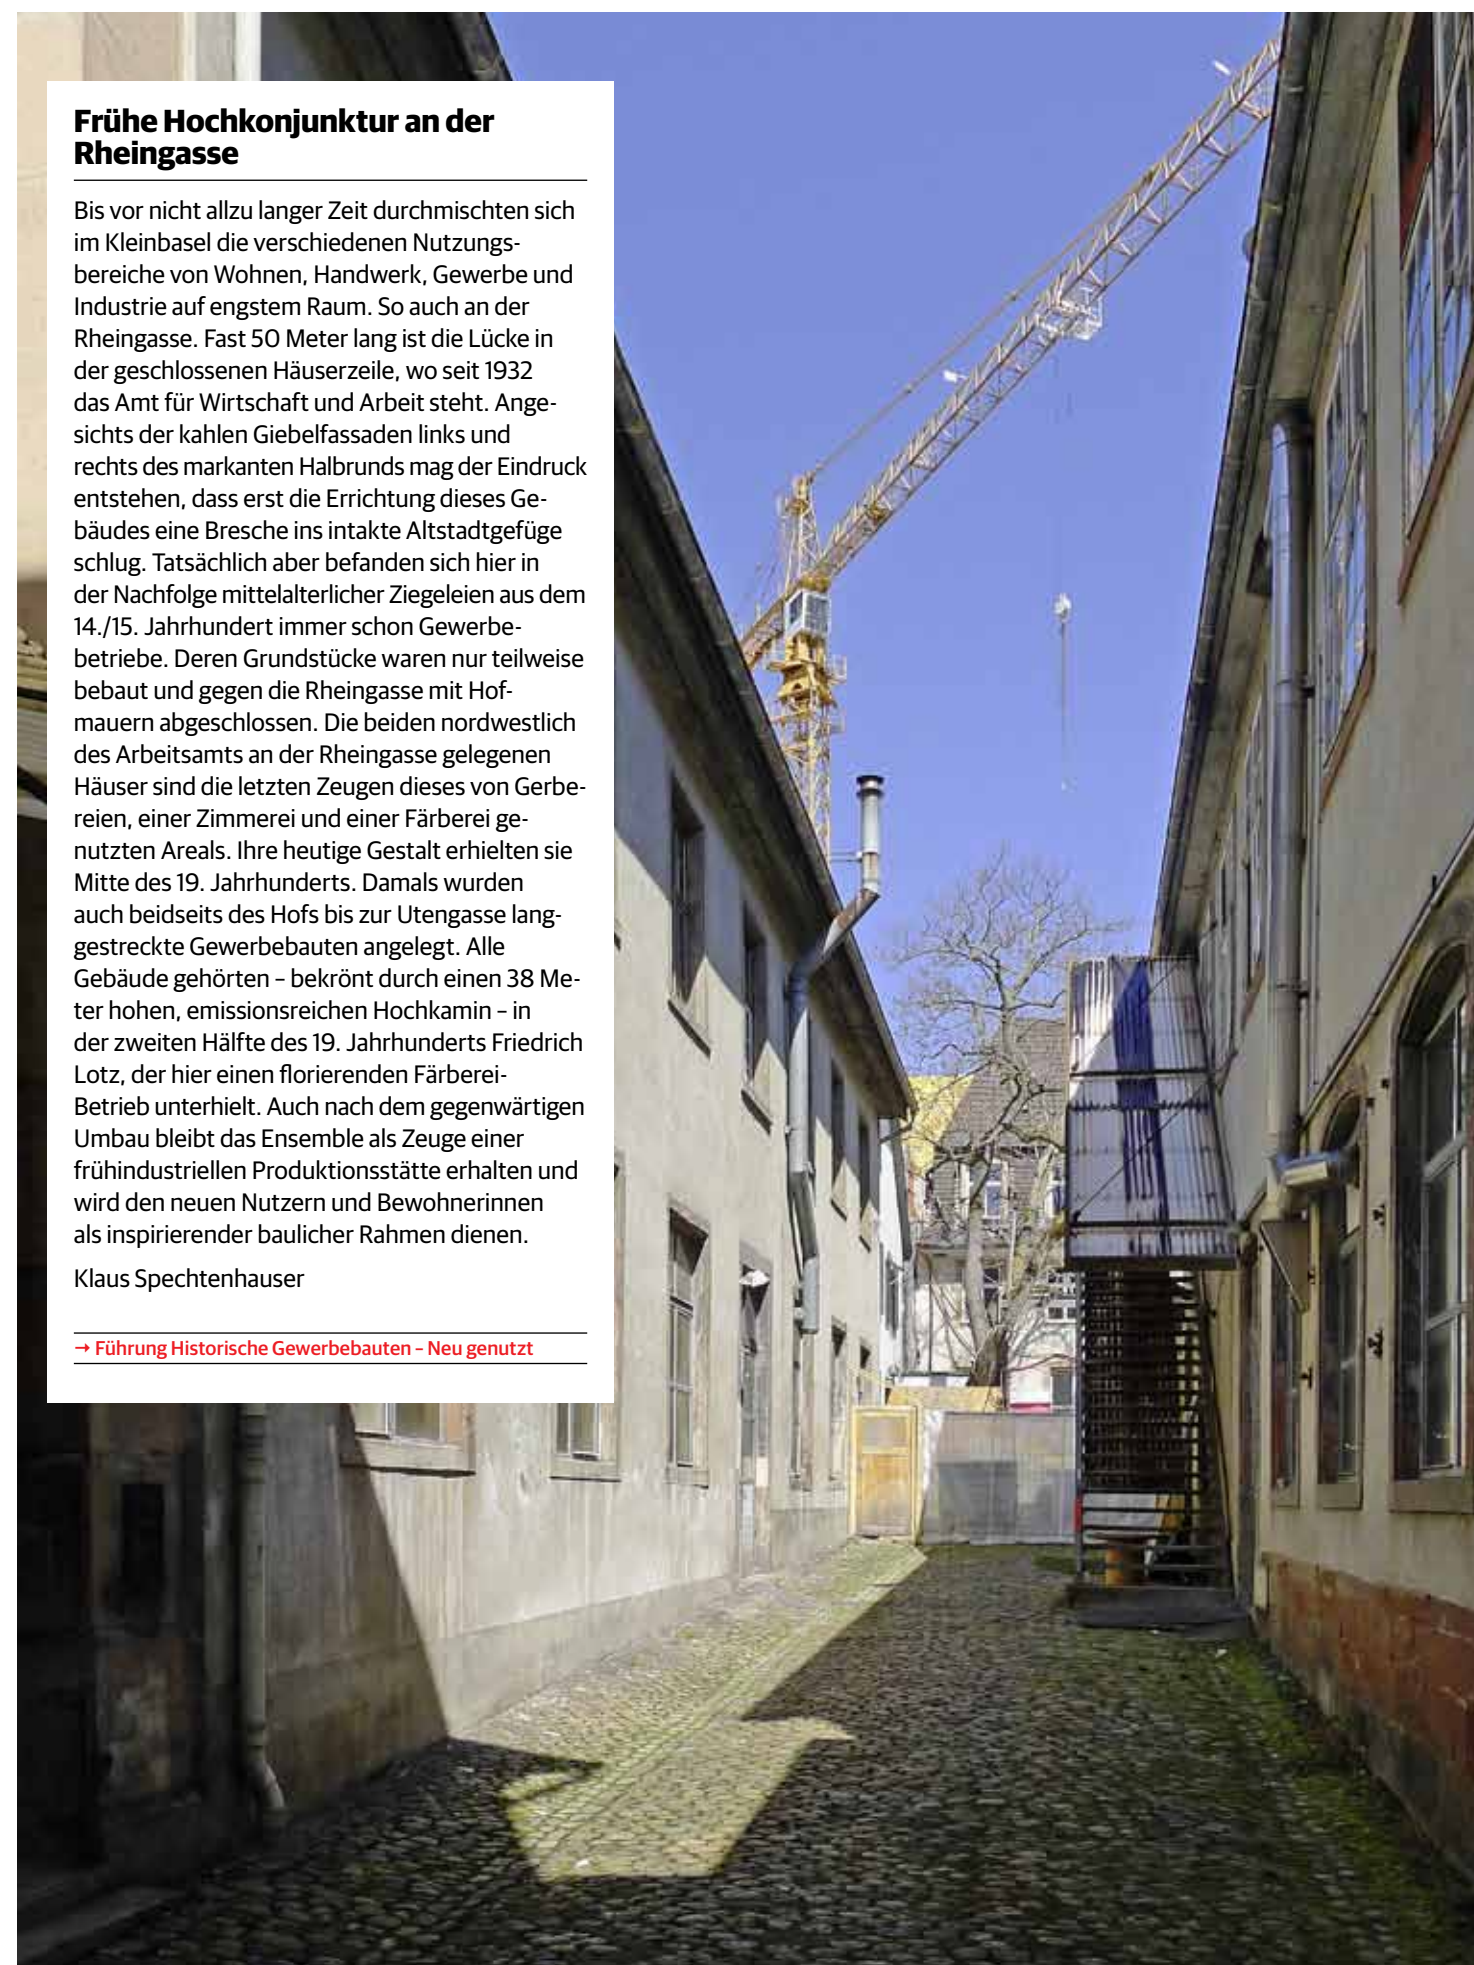 Frühe Hochkonjunktur an der
Rheingasse
Bis vor nicht allzu langer Zeit durchmischten sich
im Kleinbasel die verschiedenen Nutzungs-
bereiche von Wohnen, Handwerk, Gewerbe und
Industrie auf engstem Raum. So auch an der
Rheingasse. Fast 50 Meter lang ist die Lücke in
der geschlossenen Häuserzeile, wo seit 1932
das Amt für Wirtschaft und Arbeit steht. Ange-
sichts der kahlen Giebelfassaden links und
rechts des markanten Halbrunds mag der Eindruck
entstehen, dass erst die Errichtung dieses Ge-
bäudes eine Bresche ins intakte Altstadtgefüge
schlug. Tatsächlich aber befanden sich hier in
der Nachfolge mittelalterlicher Ziegeleien aus dem
14./15. Jahrhundert immer schon Gewerbe-
betriebe. Deren Grundstücke waren nur teilweise
bebaut und gegen die Rheingasse mit Hof-
mauern abgeschlossen. Die beiden nordwestlich
des Arbeitsamts an der Rheingasse gelegenen
Häuser sind die letzten Zeugen dieses von Gerbe-
reien, einer Zimmerei und einer Färberei ge-
nutzten Areals. Ihre heutige Gestalt erhielten sie
Mitte des 19. Jahrhunderts. Damals wurden
auch beidseits des Hofs bis zur Utengasse lang-
gestreckte Gewerbebauten angelegt. Alle
Gebäude gehörten – bekrönt durch einen 38 Me-
ter hohen, emissionsreichen Hochkamin – in
der zweiten Hälfte des 19. Jahrhunderts Friedrich
Lotz, der hier einen florierenden Färberei-
Betrieb unterhielt. Auch nach dem gegenwärtigen
Umbau bleibt das Ensemble als Zeuge einer
frühindustriellen Produktionsstätte erhalten und
wird den neuen Nutzern und Bewohnerinnen
als inspirierender baulicher Rahmen dienen.
Klaus Spechtenhauser
→ Führung Historische Gewerbebauten – Neu genutzt